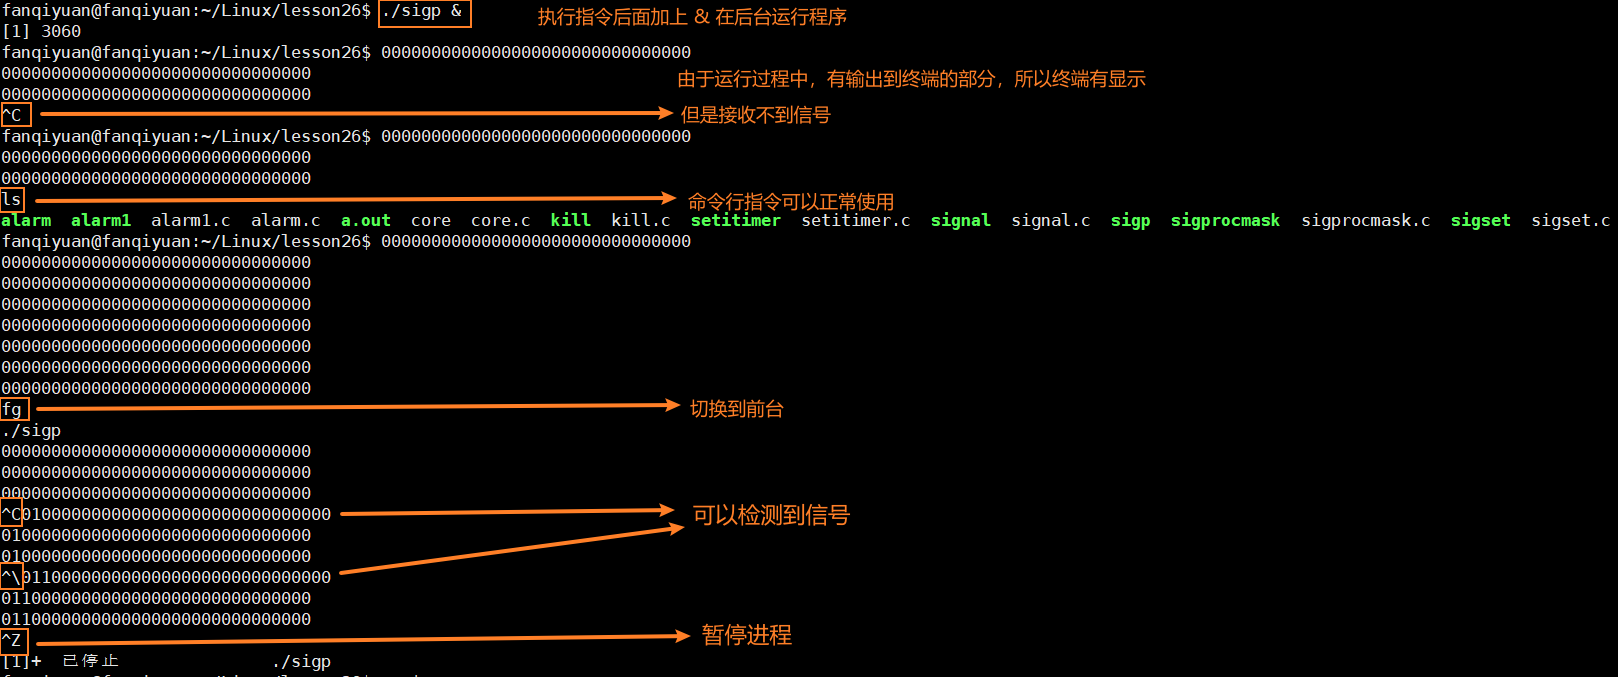 fanqiyuan@fanqiyuan:~/Linux/lesson26$ ./sigp &
执行指令后面加上 & 在后台运行程序
[1] 3060
fanqiyuan@fanqiyuan:~/Linux/lesson26$ 0000000000000000000000000000000
0000000000000000000000000000000
由于运行过程中，有输出到终端的部分，所以终端有显示
0000000000000000000000000000000
^C
但是接收不到信号
fanqiyuan@fanqiyuan:~/Linux/lesson26$ 0000000000000000000000000000000
0000000000000000000000000000000
0000000000000000000000000000000
ls
命令行指令可以正常使用
alarm alarm1 alarm1.c alarm.c a.out core core.c kill kill.c setitimer setitimer.c signal signal.c sigp sigprocmask sigprocmask.c sigset sigset.c
fanqiyuan@fanqiyuan:~/Linux/lesson26$ 0000000000000000000000000000000
0000000000000000000000000000000
0000000000000000000000000000000
0000000000000000000000000000000
0000000000000000000000000000000
0000000000000000000000000000000
0000000000000000000000000000000
0000000000000000000000000000000
fg
切换到前台
./sigp
0000000000000000000000000000000
0000000000000000000000000000000
0000000000000000000000000000000
^C0100000000000000000000000000000
可以检测到信号
0100000000000000000000000000000
0100000000000000000000000000000
^\0110000000000000000000000000000
0110000000000000000000000000000
0110000000000000000000000000000
^Z
暂停进程
[1]+ 已停止 ./sigp